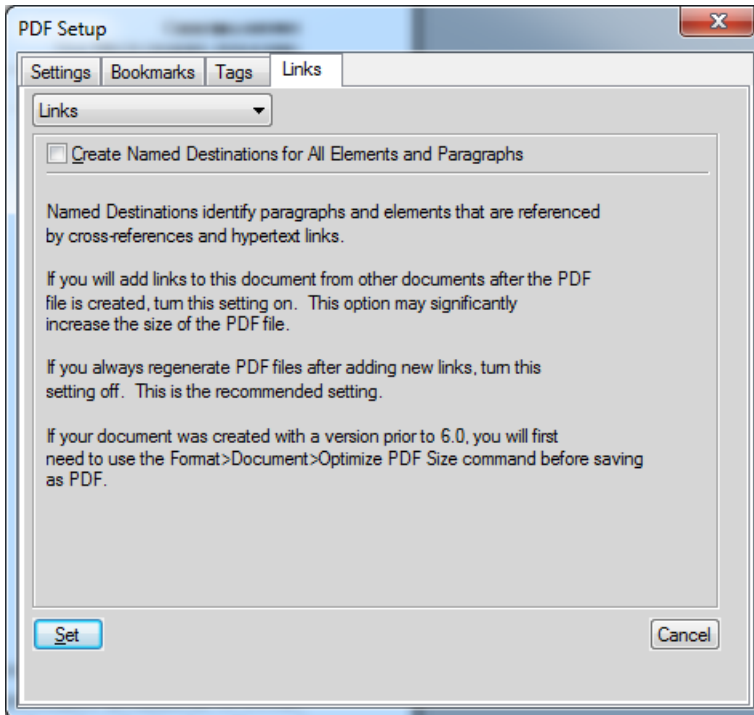 PDF Setup
Settings Bookmarks Tags Links
Links
Create Named Destinations for All Elements and Paragraphs
Named Destinations identify paragraphs and elements that are referenced
by cross-references and hypertext links.
If you will add links to this document from other documents after the PDF
file is created, turn this setting on. This option may significantly
increase the size of the PDF file.
If you always regenerate PDF files after adding new links, turn this
setting off. This is the recommended setting.
If your document was created with a version prior to 6.0, you will first
need to use the Format>Document>Optimize PDF Size command before saving
as PDF.
Set Cancel